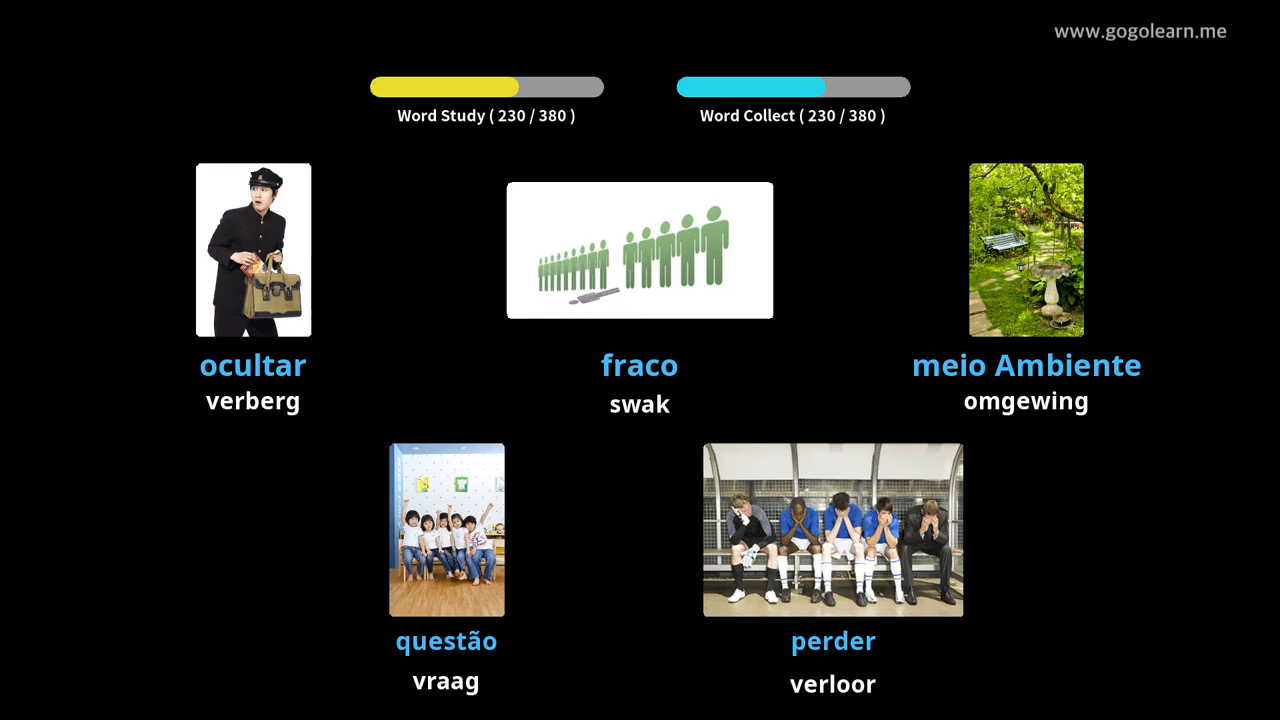 www.gogolearn.me
Word Study ( 230 / 380 )
Word Collect ( 230 / 380 )
ocultar
verberg
fraco
swak
meio Ambiente
omgewing
questão
vraag
perder
verloor